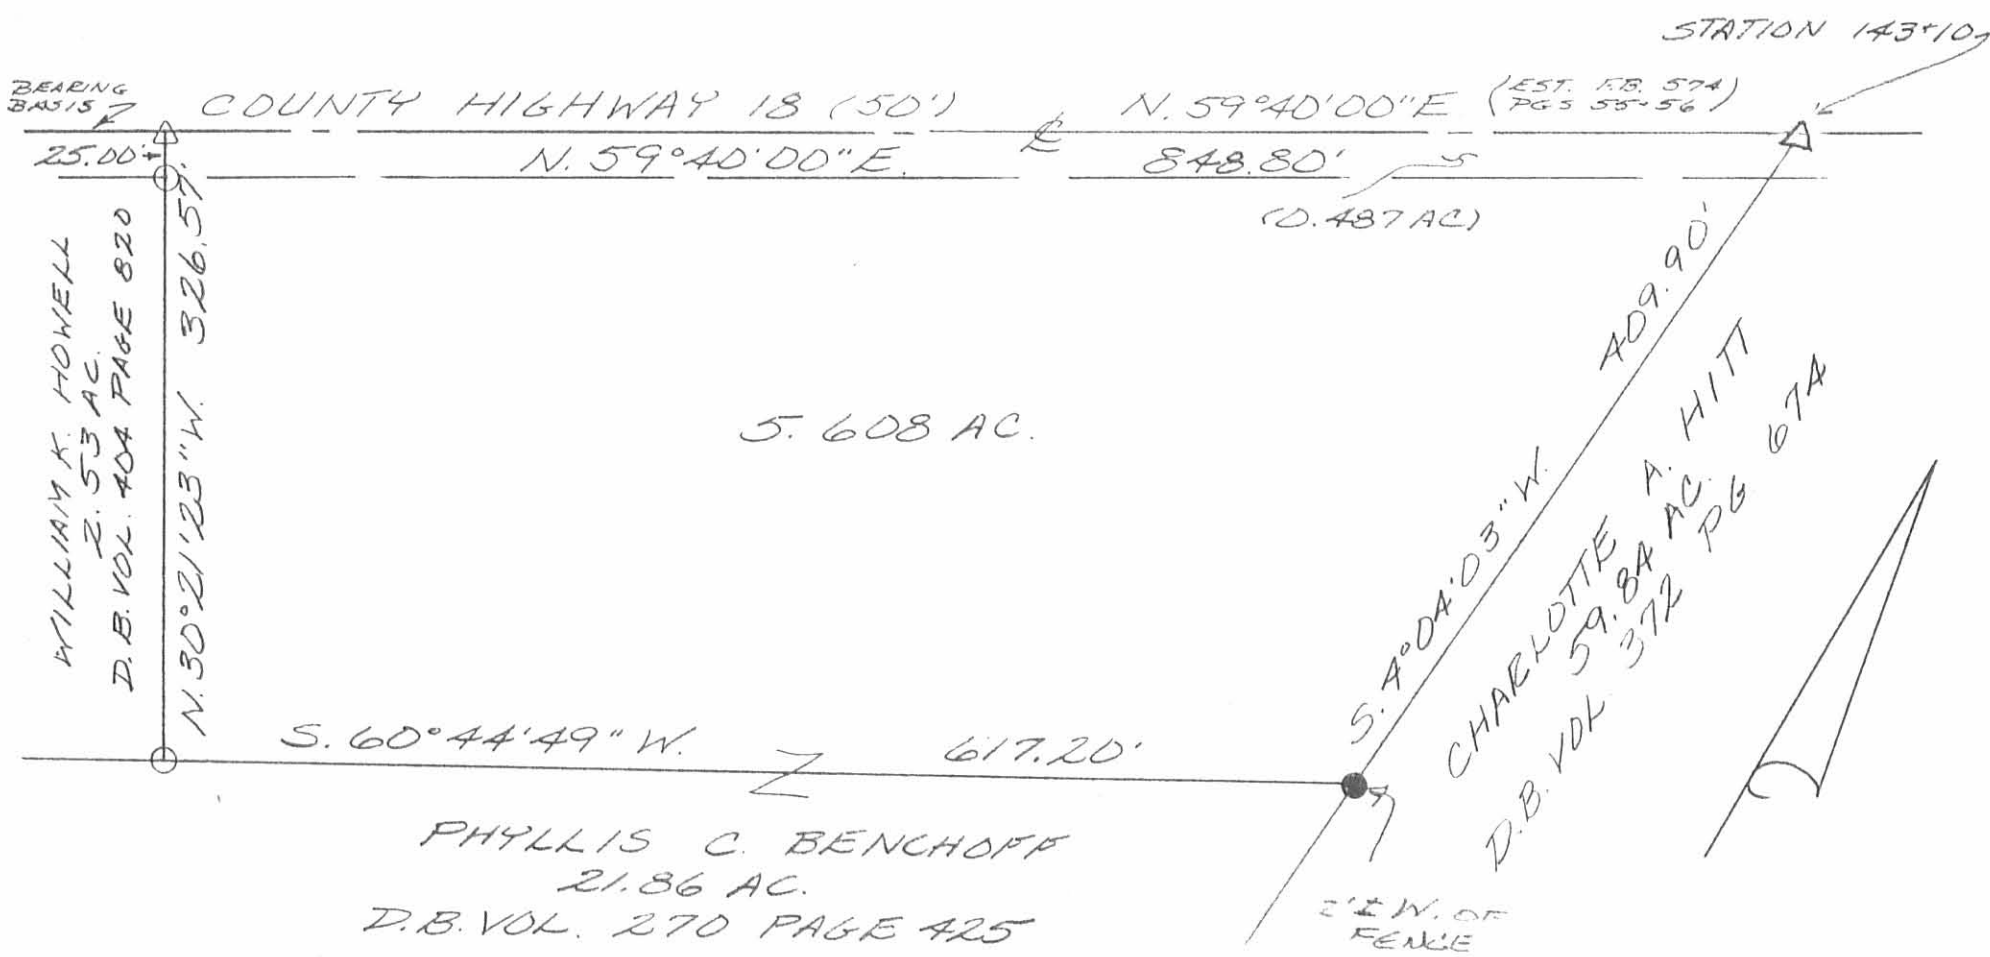 STATION 143+10
BEARING
BASIS
COUNTY HIGHWAY 18 (50')
N. 59°40'00"E
(EST. F.B. 574
PGS 55-56)
25.00'
N. 59°40'00"E.
848.80'
(0.487 AC)
WILLIAM K. HOWELL
2.53 AC.
D.B. VOL. 404 PAGE 820
N. 30°21'23"W. 326.57'
5.608 AC.
S. 4°04'03"W. 409.90'
CHARLOTTE A. HITT
59.84 AC.
D.B. VOL 372 PG 674
S. 60°44'49"W.
617.20'
PHYLLIS C. BENCHOFF
21.86 AC.
D.B. VOL. 270 PAGE 425
2'± W. OF
FENCE